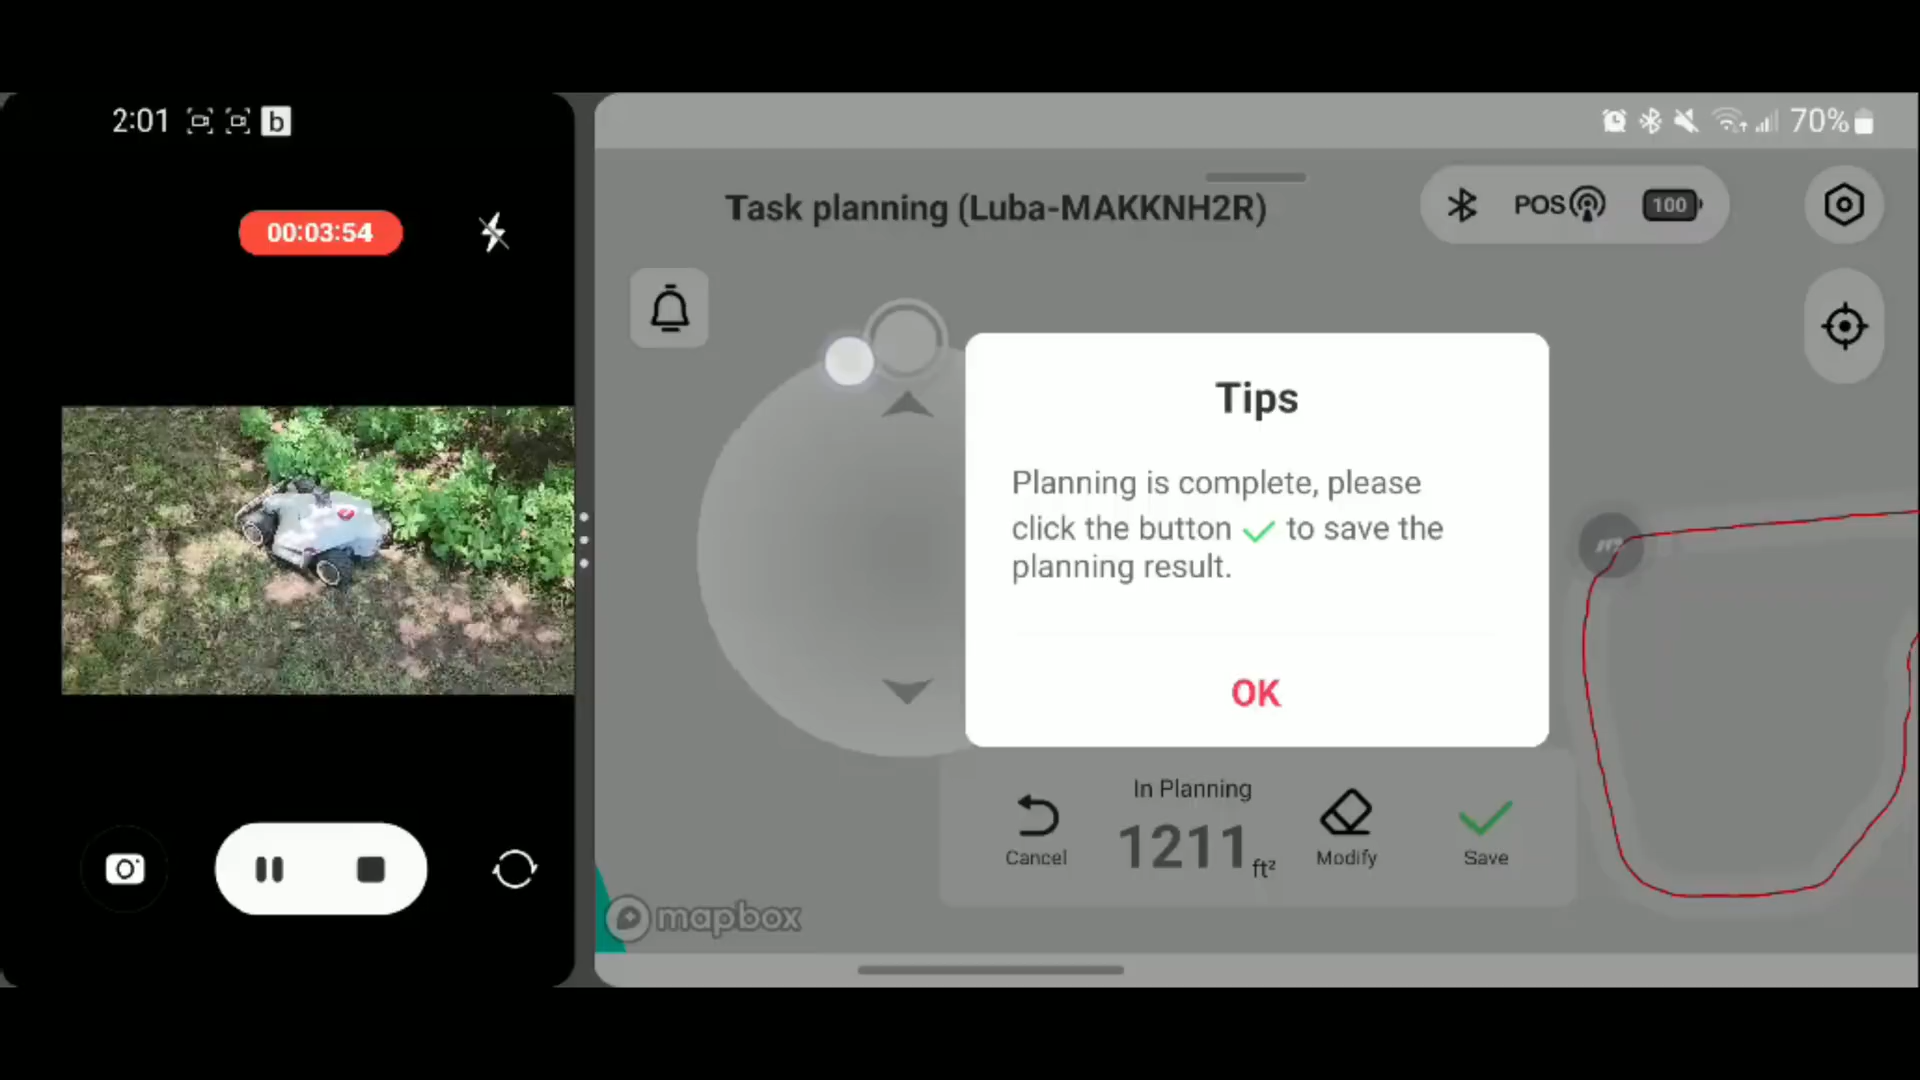 2:01
b
70%
00:03:54
Task planning (Luba-MAKKNH2R)
POS
100
Tips
Planning is complete, please
click the button ✓ to save the
planning result.
OK
In Planning
1211 ft²
Cancel
Modify
Save
mapbox